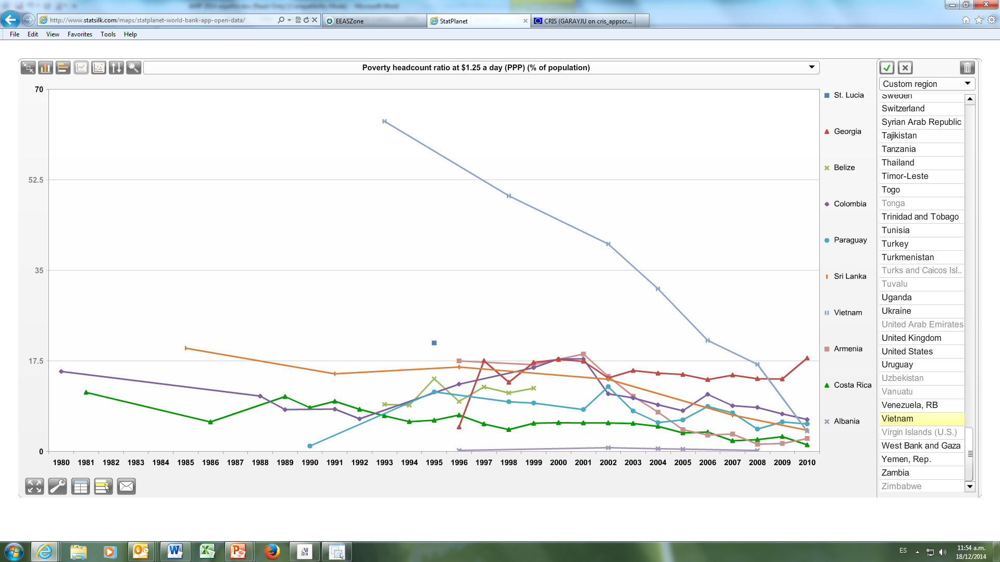 http://www.statsilk.com/maps/statplanet-world-bank-app-open-data/
EEASZone
StatPlanet
CRIS (GARAYJU on cris_appscr...
File Edit View Favorites Tools Help
Poverty headcount ratio at $1.25 a day (PPP) (% of population)
70
52.5
35
17.5
0
1980 1981 1982 1983 1984 1985 1986 1987 1988 1989 1990 1991 1992 1993 1994 1995 1996 1997 1998 1999 2000 2001 2002 2003 2004 2005 2006 2007 2008 2009 2010
St. Lucia
Georgia
Belize
Colombia
Paraguay
Sri Lanka
Vietnam
Armenia
Costa Rica
Albania
Custom region
Sweden
Switzerland
Syrian Arab Republic
Tajikistan
Tanzania
Thailand
Timor-Leste
Togo
Tonga
Trinidad and Tobago
Tunisia
Turkey
Turkmenistan
Turks and Caicos Isl..
Tuvalu
Uganda
Ukraine
United Arab Emirates
United Kingdom
United States
Uruguay
Uzbekistan
Vanuatu
Venezuela, RB
Vietnam
Virgin Islands (U.S.)
West Bank and Gaza
Yemen, Rep.
Zambia
Zimbabwe
ES
11:54 a.m.
18/12/2014